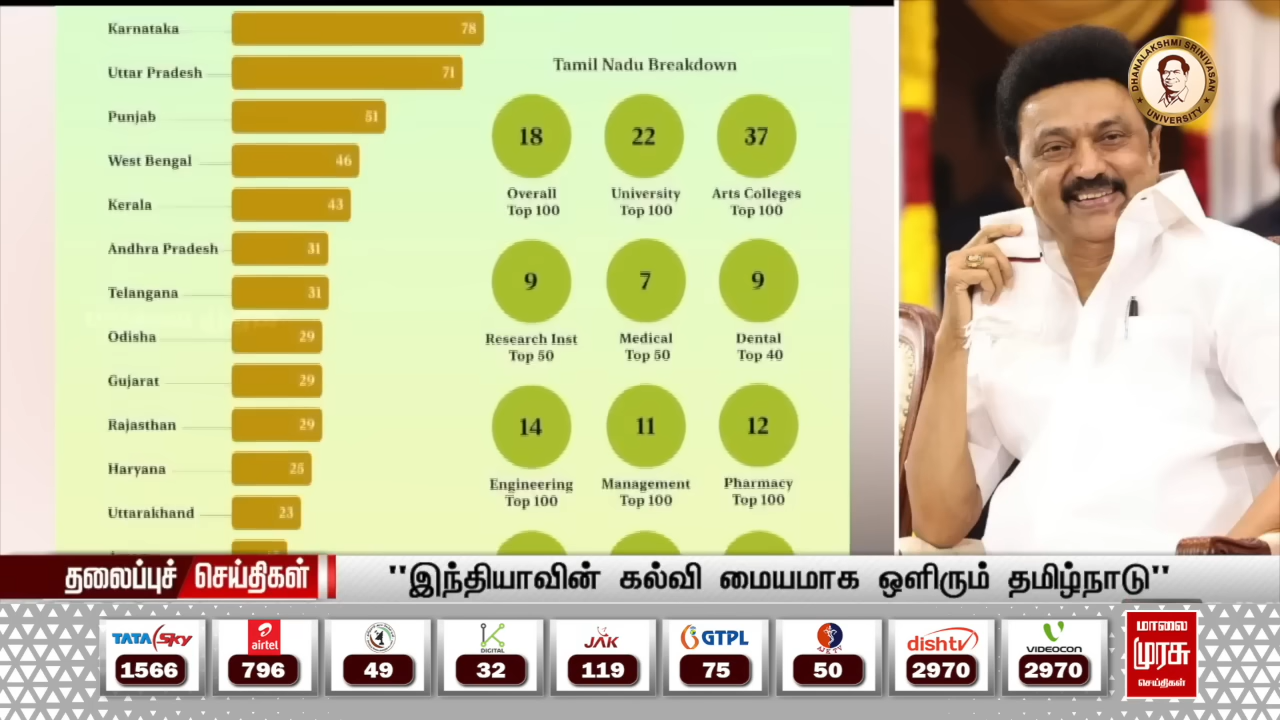 Karnataka 78
Uttar Pradesh 71
Punjab 51
West Bengal 46
Kerala 43
Andhra Pradesh 31
Telangana 31
Odisha 29
Gujarat 29
Rajasthan 29
Haryana 25
Uttarakhand 23
Tamil Nadu Breakdown
18 22 37
Overall University Arts Colleges
Top 100 Top 100 Top 100
9 7 9
Research Inst Medical Dental
Top 50 Top 50 Top 40
14 11 12
Engineering Management Pharmacy
Top 100 Top 100 Top 100
DHANALAKSHMI SRINIVASAN
UNIVERSITY
தலைப்புச் செய்திகள்
"இந்தியாவின் கல்வி மையமாக ஒளிரும் தமிழ்நாடு"
TATA Sky
1566
airtel
796
49
DIGITAL
32
JAK
119
GTPL
75
50
dishtv
2970
VIDEOCON
2970
மாலை
முரசு
செய்திகள்